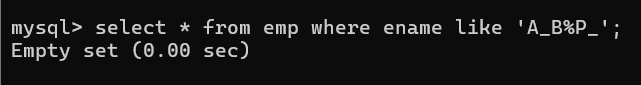 mysql> select * from emp where ename like 'A_B%P_';
Empty set (0.00 sec)